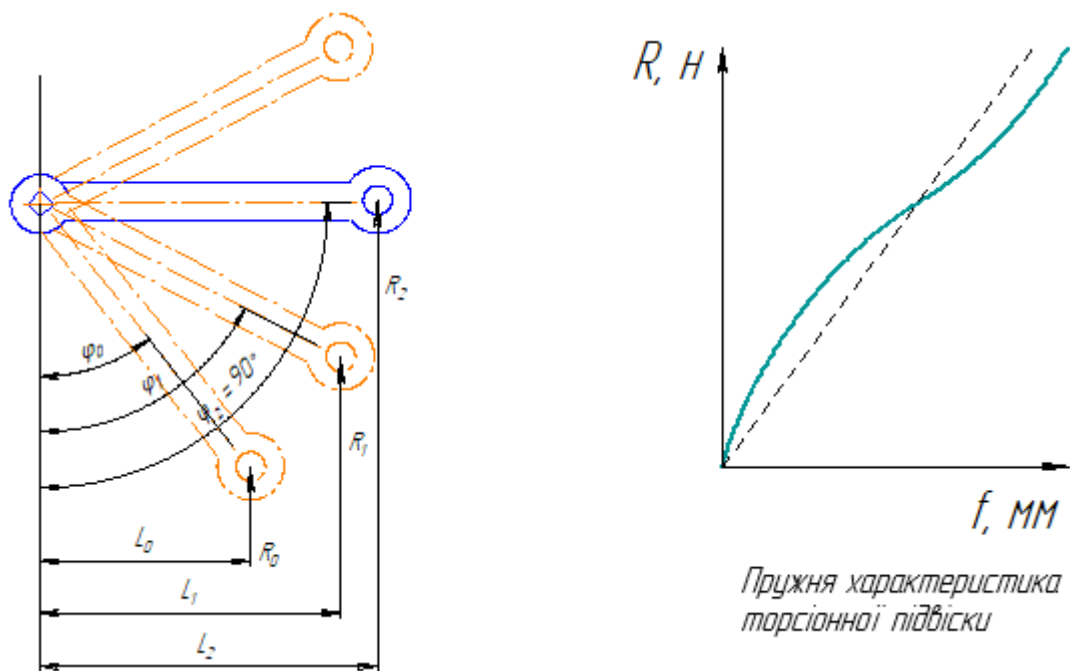 R, н
R₂
φ₀
φ₁
φ₂ = 90°
R₁
L₀
R₀
L₁
L₂
f, мм
Пружня характеристика
торсіонної підвіски